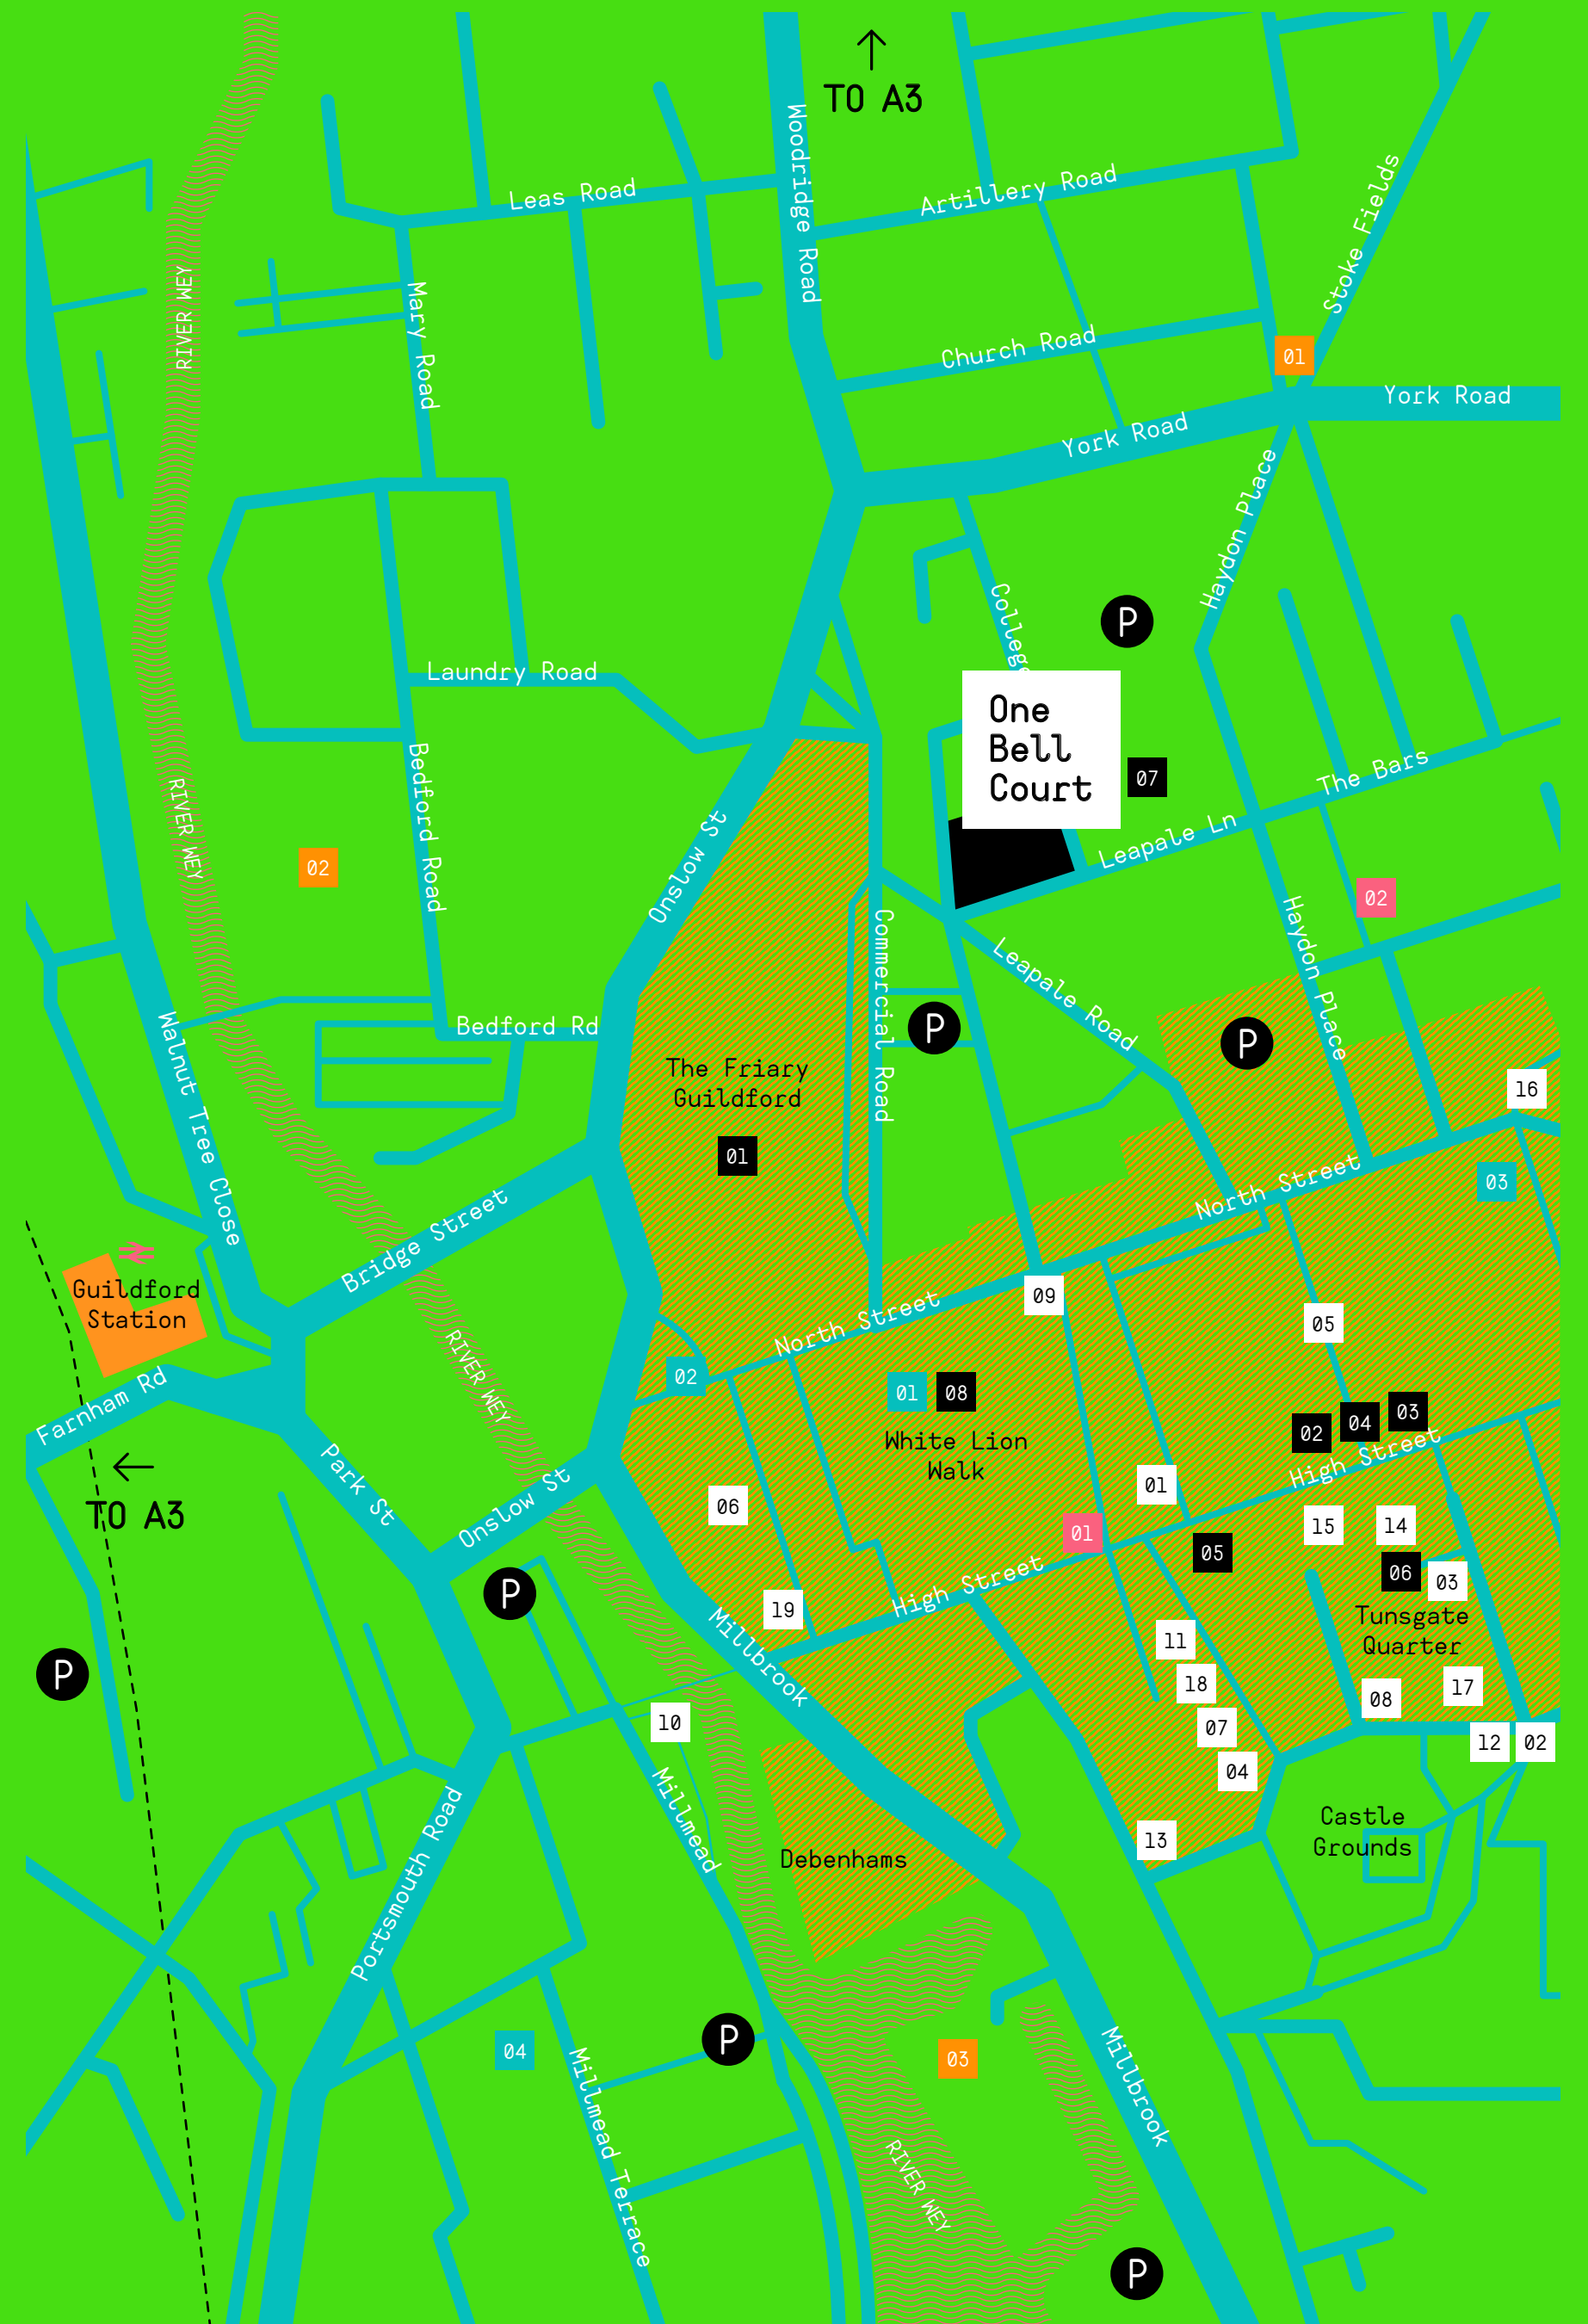 TO A3
Woodridge Road
Leas Road
Artillery Road
Stoke Fields
RIVER WEY
Mary Road
Church Road
01
York Road
York Road
Haydon Place
College
P
Laundry Road
One
Bell
Court
07
The Bars
Leapale Ln
RIVER WEY
Bedford Road
02
Onslow St
02
Haydon Place
Commercial Road
Leapale Road
P
P
Walnut Tree Close
Bedford Rd
The Friary
Guildford
01
16
03
North Street
Bridge Street
Guildford
Station
09
05
North Street
RIVER WEY
02
01
08
White Lion
Walk
Farnham Rd
03
04
02
High Street
TO A3
Park St
Onslow St
06
01
01
15
14
05
06
03
P
High Street
19
Millbrook
Tunsgate
Quarter
11
P
18
08
17
10
07
12
02
04
Millmead
Portsmouth Road
13
Castle
Grounds
Debenhams
P
04
03
Millmead Terrace
Millbrook
RIVER WEY
P